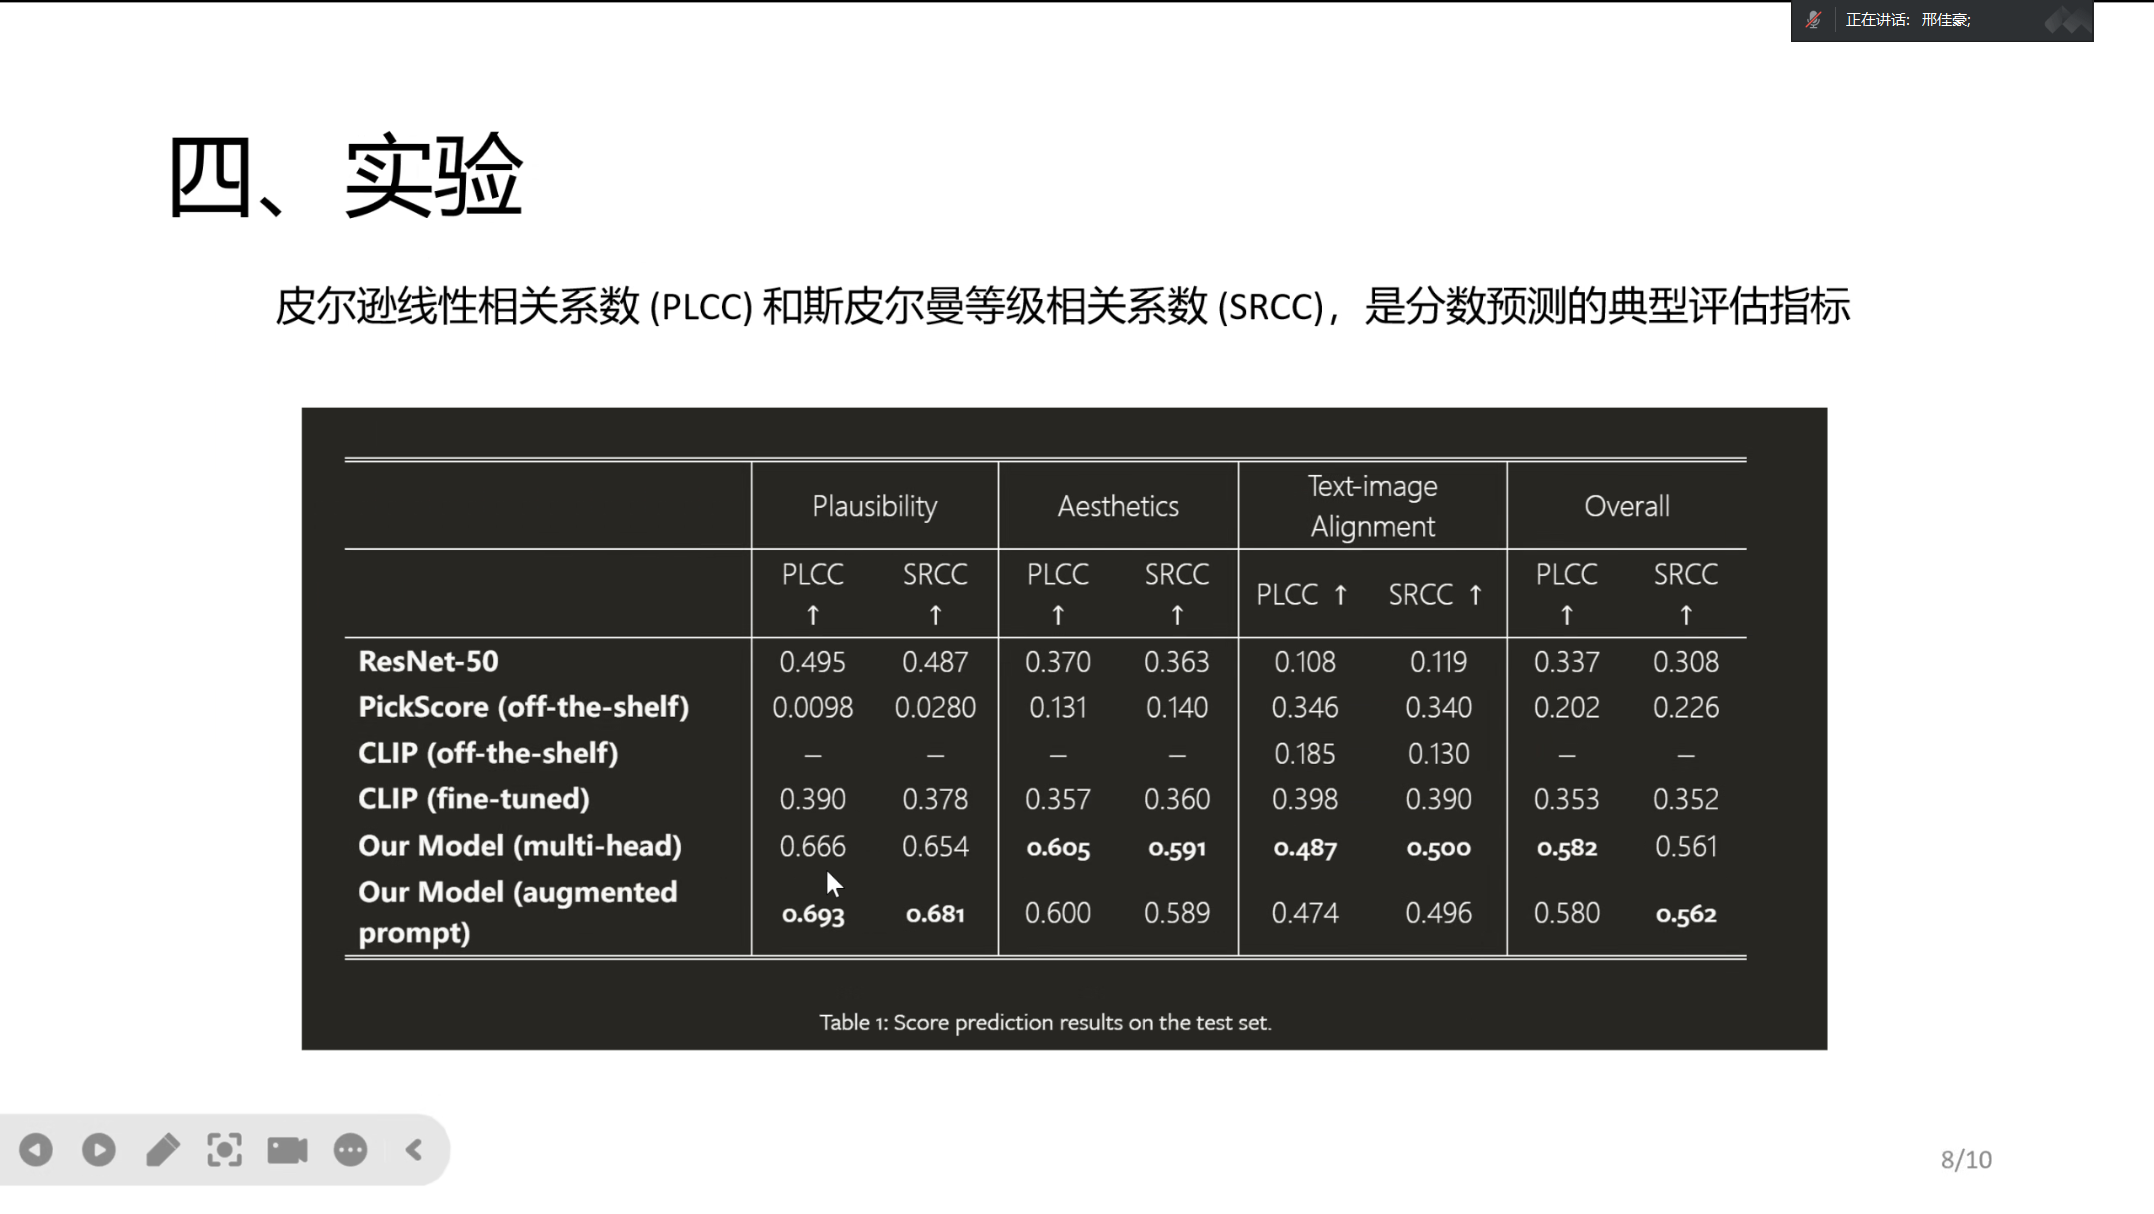 正在讲话: 邢佳豪;
四、实验
皮尔逊线性相关系数 (PLCC) 和斯皮尔曼等级相关系数 (SRCC)，是分数预测的典型评估指标
Plausibility Aesthetics Text-image Alignment Overall
PLCC ↑ SRCC ↑ PLCC ↑ SRCC ↑ PLCC ↑ SRCC ↑ PLCC ↑ SRCC ↑
ResNet-50 0.495 0.487 0.370 0.363 0.108 0.119 0.337 0.308
PickScore (off-the-shelf) 0.0098 0.0280 0.131 0.140 0.346 0.340 0.202 0.226
CLIP (off-the-shelf) – – – – 0.185 0.130 – –
CLIP (fine-tuned) 0.390 0.378 0.357 0.360 0.398 0.390 0.353 0.352
Our Model (multi-head) 0.666 0.654 0.605 0.591 0.487 0.500 0.582 0.561
Our Model (augmented prompt) 0.693 0.681 0.600 0.589 0.474 0.496 0.580 0.562
Table 1: Score prediction results on the test set.
8/10